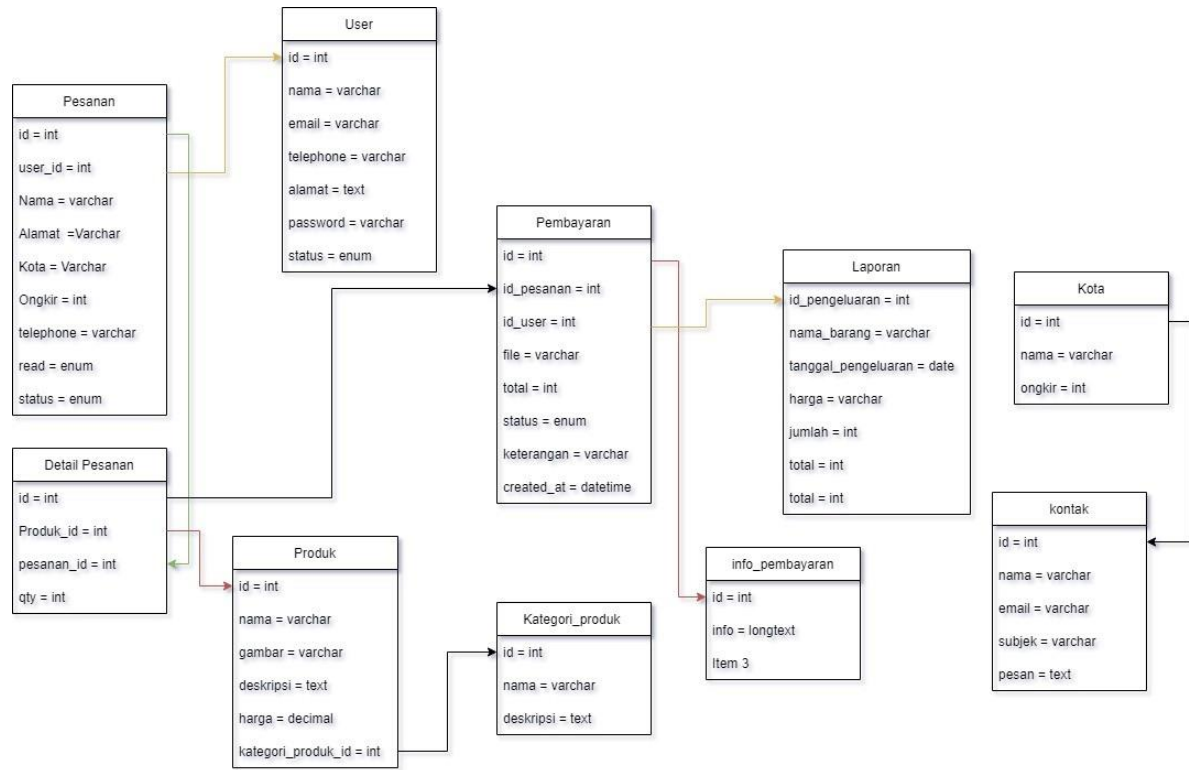 User
id = int
nama = varchar
email = varchar
telephone = varchar
alamat = text
password = varchar
status = enum
Pesanan
id = int
user_id = int
Nama = varchar
Alamat =Varchar
Kota = Varchar
Ongkir = int
telephone = varchar
read = enum
status = enum
Pembayaran
id = int
id_pesanan = int
id_user = int
file = varchar
total = int
status = enum
keterangan = varchar
created_at = datetime
Laporan
id_pengeluaran = int
nama_barang = varchar
tanggal_pengeluaran = date
harga = varchar
jumlah = int
total = int
total = int
Kota
id = int
nama = varchar
ongkir = int
Detail Pesanan
id = int
Produk_id = int
pesanan_id = int
qty = int
Produk
id = int
nama = varchar
gambar = varchar
deskripsi = text
harga = decimal
kategori_produk_id = int
Kategori_produk
id = int
nama = varchar
deskripsi = text
info_pembayaran
id = int
info = longtext
Item 3
kontak
id = int
nama = varchar
email = varchar
subjek = varchar
pesan = text